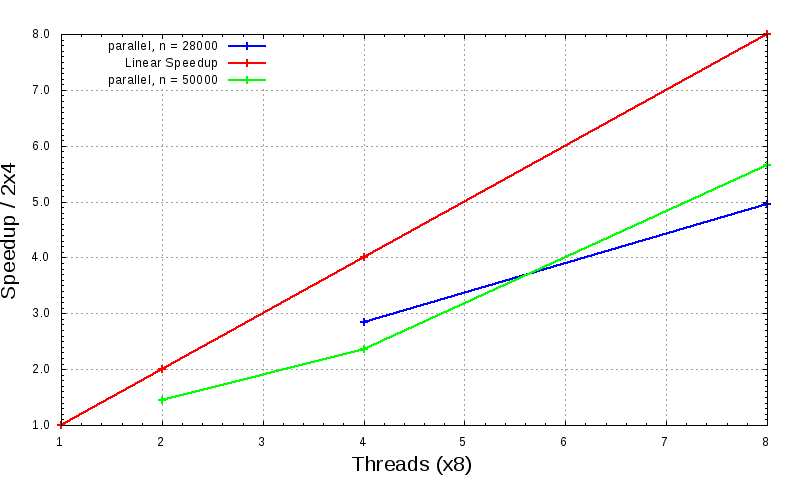 8.0
7.0
6.0
5.0
4.0
3.0
2.0
1.0
Speedup / 2x4
parallel, n = 28000
Linear Speedup
parallel, n = 50000
1 2 3 4 5 6 7 8
Threads (x8)